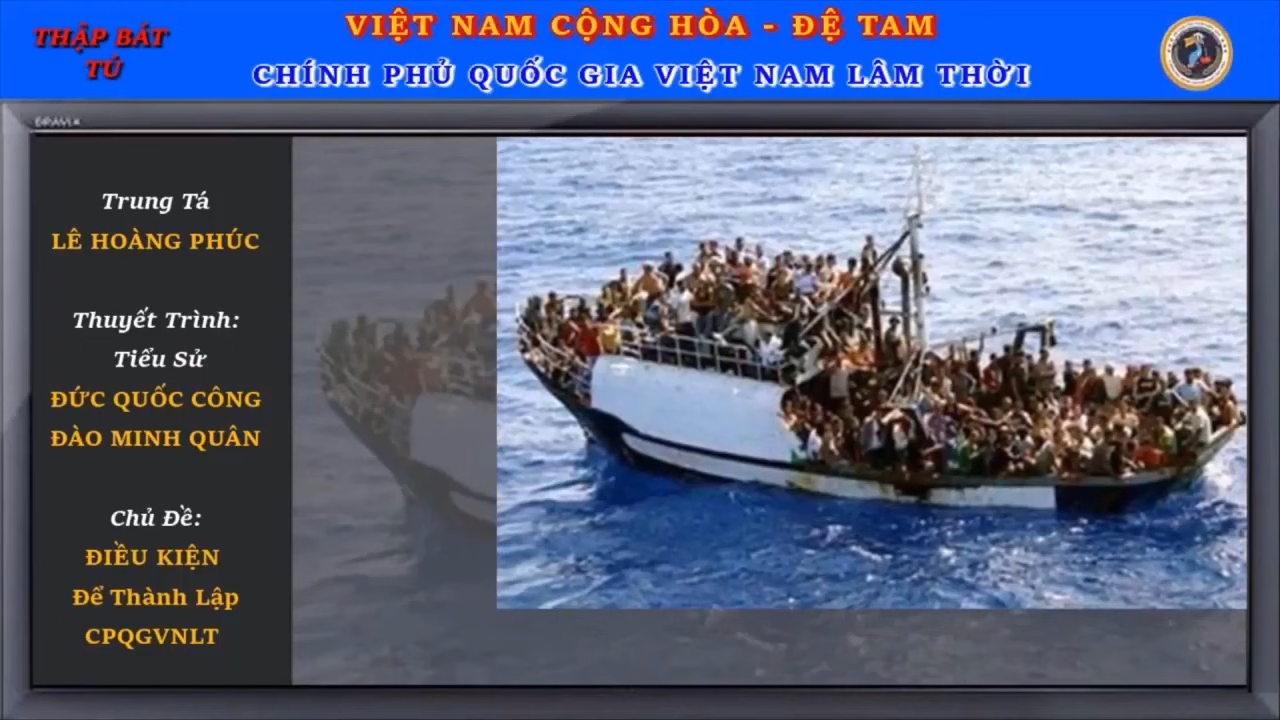 THẬP BÁT
TÚ
VIỆT NAM CỘNG HÒA - ĐỆ TAM
CHÍNH PHỦ QUỐC GIA VIỆT NAM LÂM THỜI
BRAVIA
Trung Tá
LÊ HOÀNG PHÚC
Thuyết Trình:
Tiểu Sử
ĐỨC QUỐC CÔNG
ĐÀO MINH QUÂN
Chủ Đề:
ĐIỀU KIỆN
Để Thành Lập
CPQGVNLT